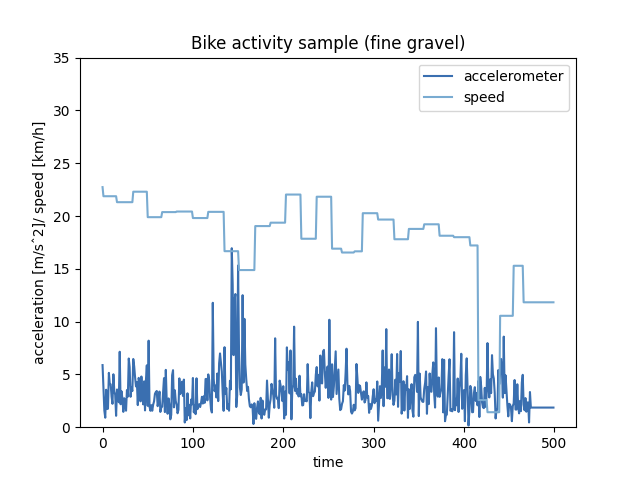 Bike activity sample (fine gravel)
accelerometer
speed
35
30
25
20
15
10
5
0
acceleration [m/s^2]/ speed [km/h]
0 100 200 300 400 500
time